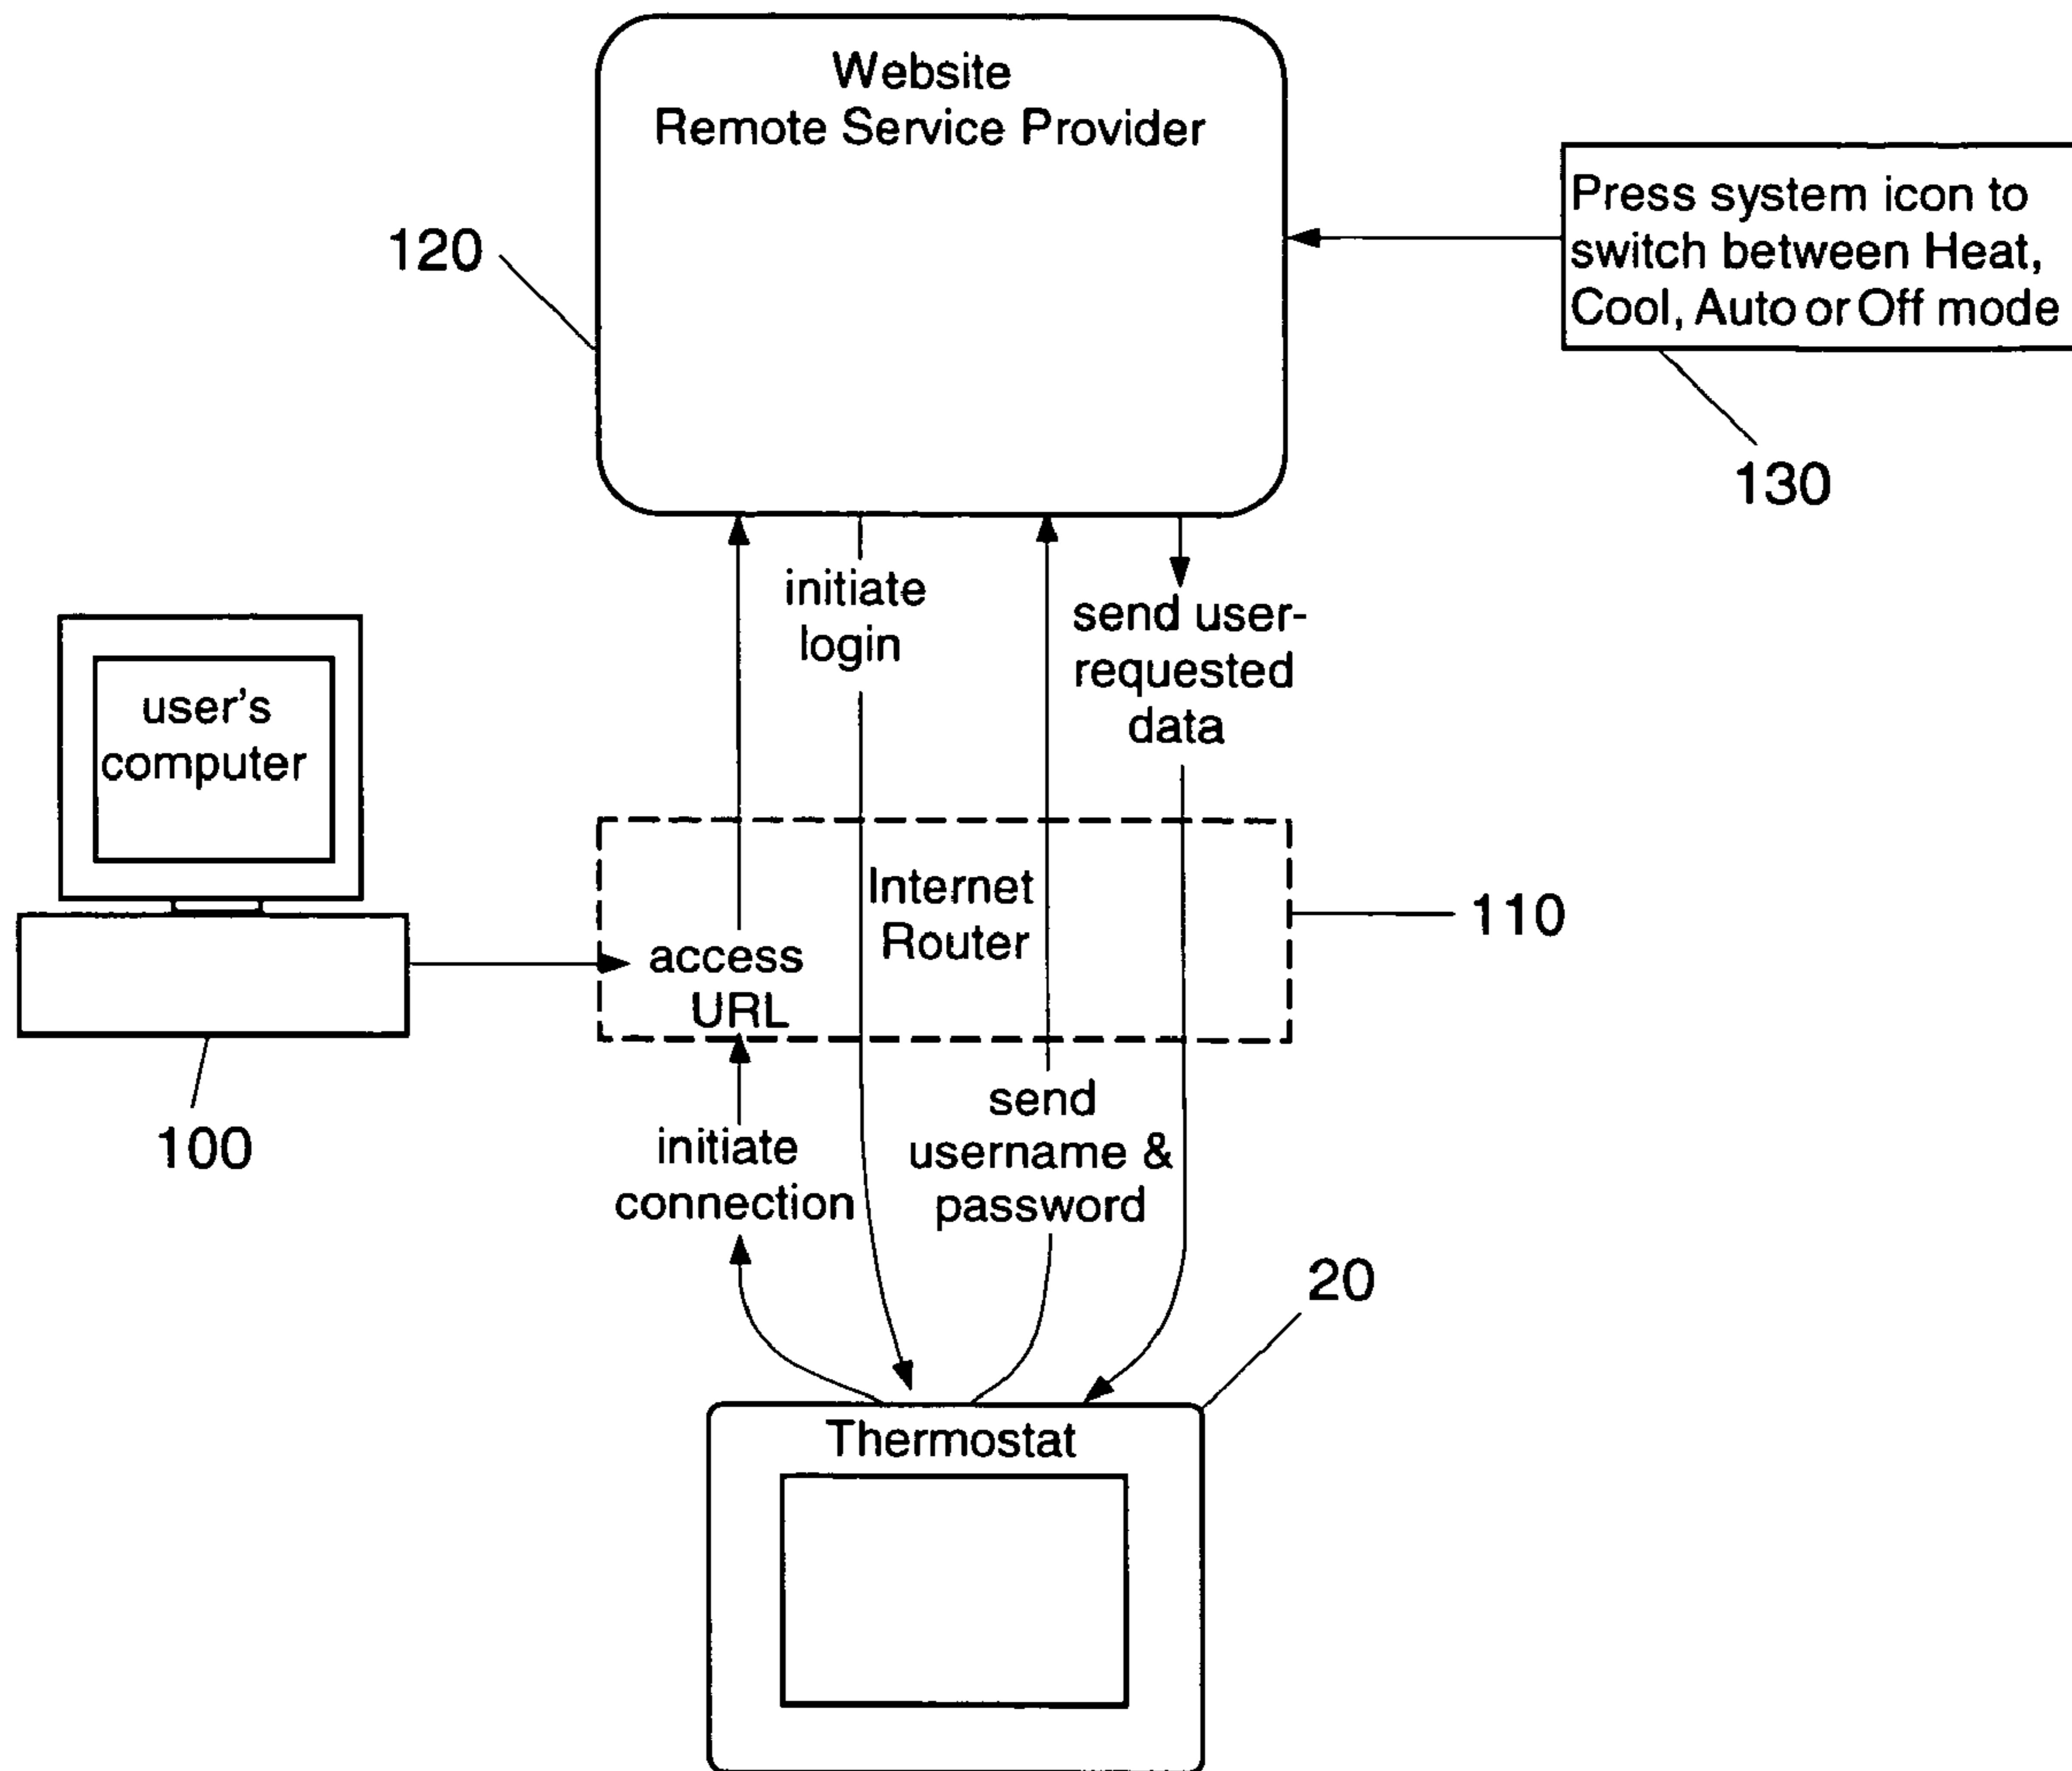 Website
Remote Service Provider
Press system icon to
switch between Heat,
Cool, Auto or Off mode
120
130
initiate
login
send user-
requested
data
user's
computer
Internet
Router
110
access
URL
send
username &
password
initiate
connection
100
20
Thermostat